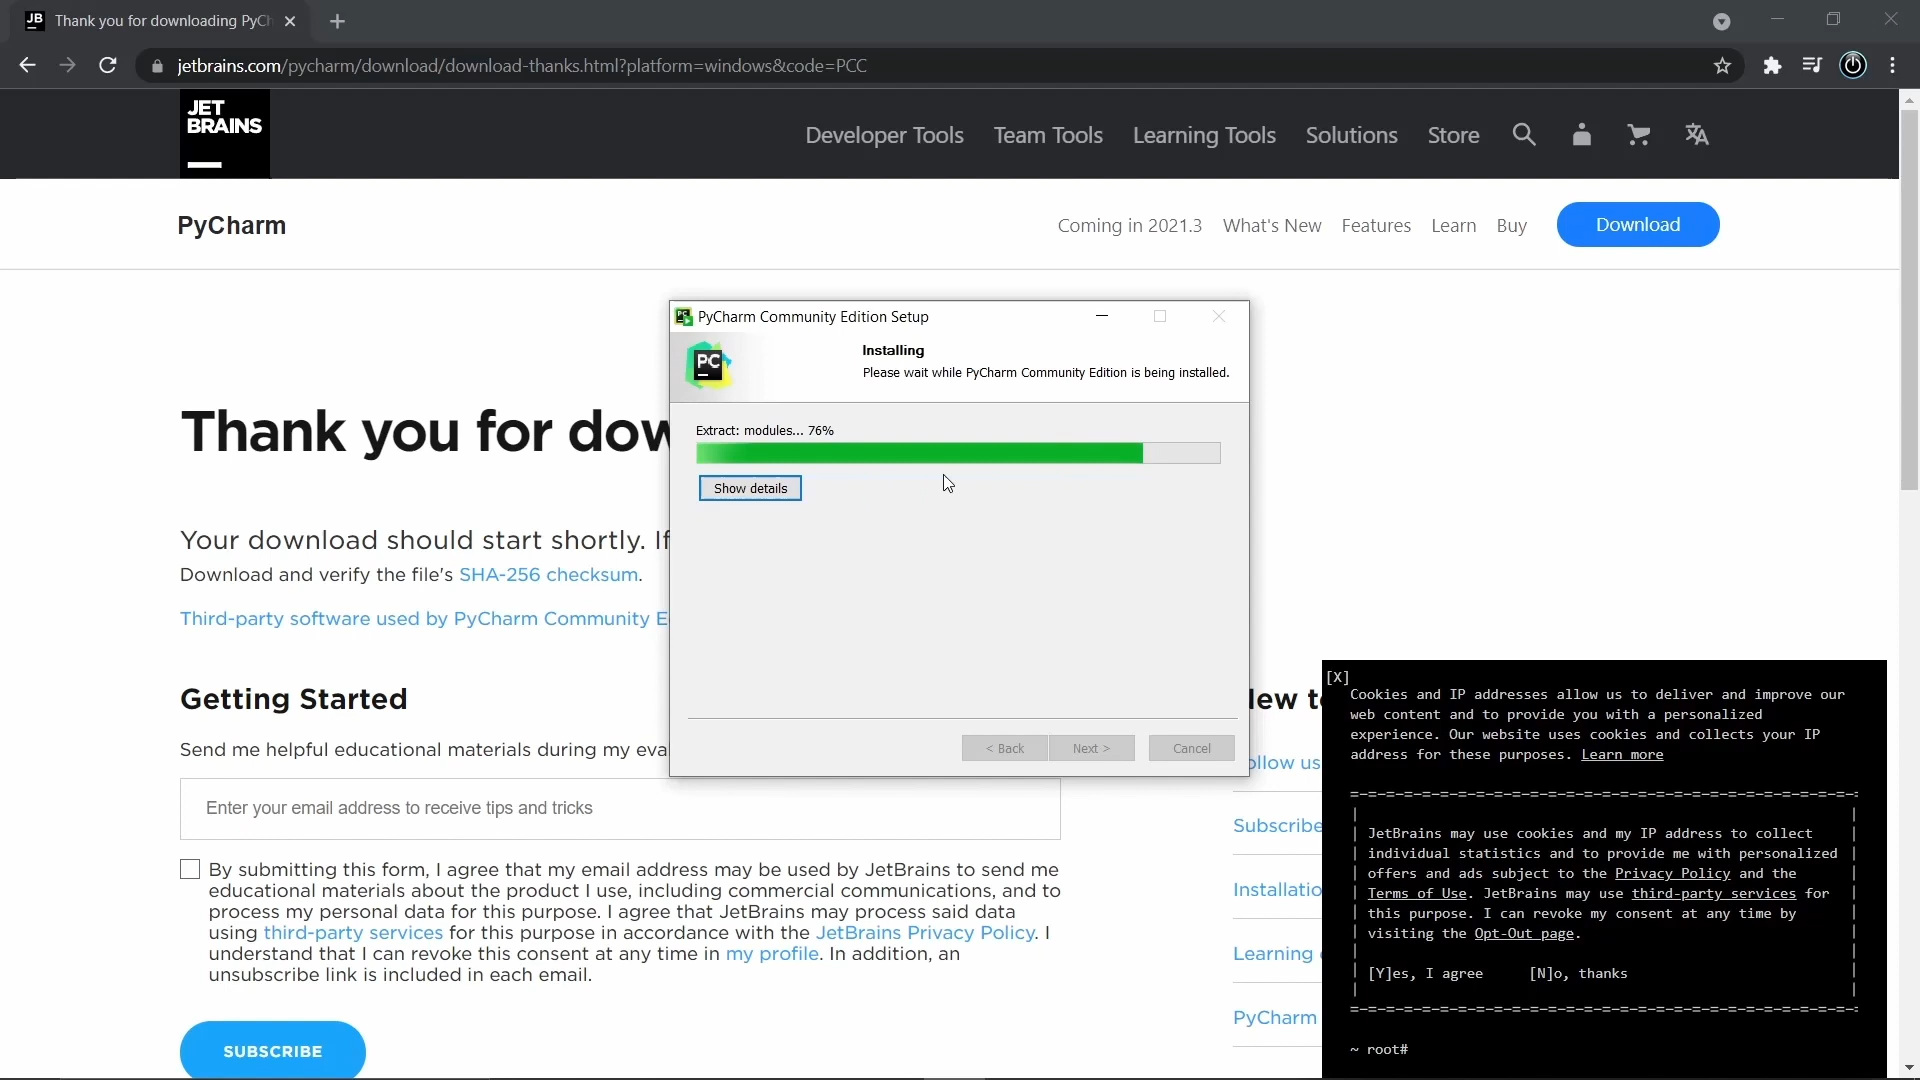 JB Thank you for downloading PyCh
jetbrains.com/pycharm/download/download-thanks.html?platform=windows&code=PCC
JET
BRAINS
Developer Tools Team Tools Learning Tools Solutions Store
PyCharm
Coming in 2021.3 What's New Features Learn Buy Download
PC PyCharm Community Edition Setup
PC
Installing
Please wait while PyCharm Community Edition is being installed.
Extract: modules... 76%
Show details
< Back Next > Cancel
Thank you for dow
Your download should start shortly. If
Download and verify the file's SHA-256 checksum.
Third-party software used by PyCharm Community E
Getting Started
Send me helpful educational materials during my eva
Enter your email address to receive tips and tricks
By submitting this form, I agree that my email address may be used by JetBrains to send me
educational materials about the product I use, including commercial communications, and to
process my personal data for this purpose. I agree that JetBrains may process said data
using third-party services for this purpose in accordance with the JetBrains Privacy Policy. I
understand that I can revoke this consent at any time in my profile. In addition, an
unsubscribe link is included in each email.
SUBSCRIBE
ew t
ollow us
Subscribe
Installatio
Learning
PyCharm
[X]
Cookies and IP addresses allow us to deliver and improve our
web content and to provide you with a personalized
experience. Our website uses cookies and collects your IP
address for these purposes. Learn more
JetBrains may use cookies and my IP address to collect
individual statistics and to provide me with personalized
offers and ads subject to the Privacy Policy and the
Terms of Use. JetBrains may use third-party services for
this purpose. I can revoke my consent at any time by
visiting the Opt-Out page.
[Y]es, I agree [N]o, thanks
~ root#